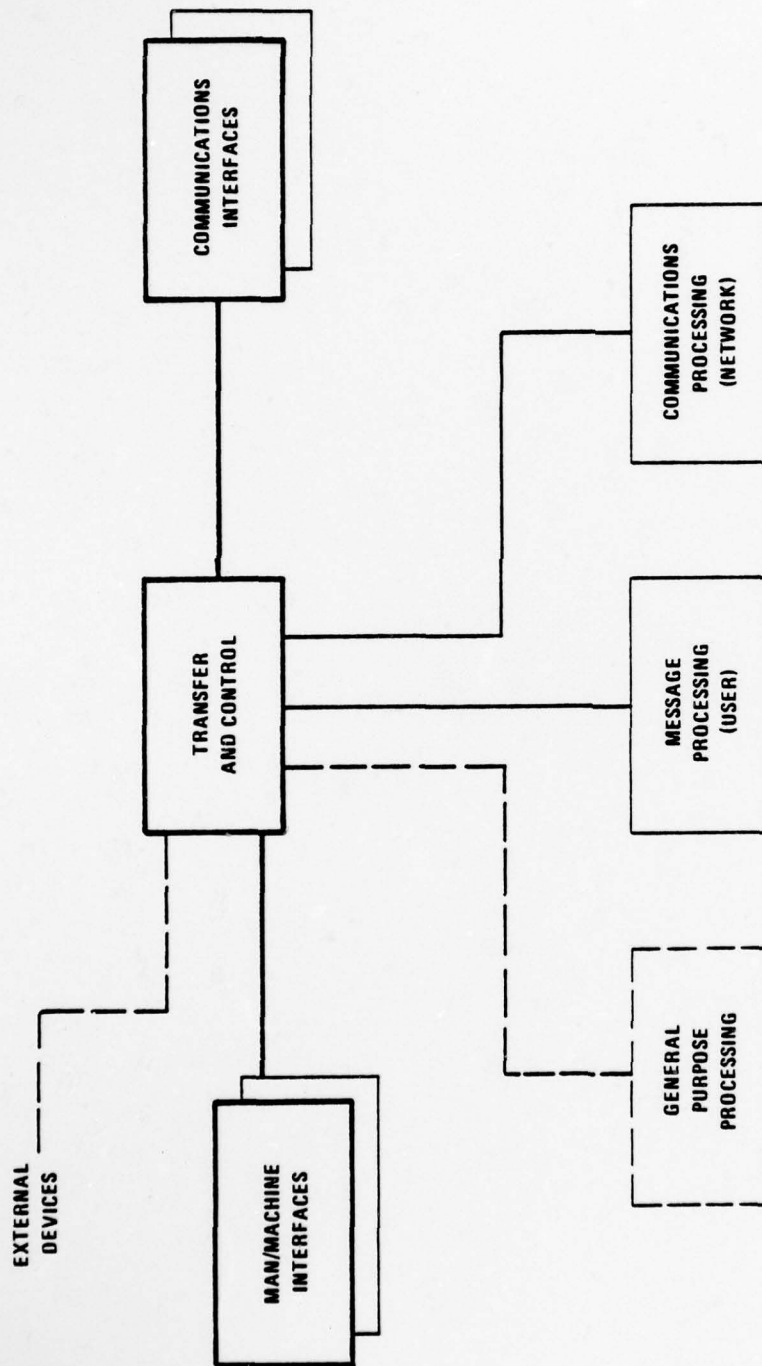 EXTERNAL
DEVICES
MAN/MACHINE
INTERFACES
TRANSFER
AND CONTROL
COMMUNICATIONS
INTERFACES
GENERAL
PURPOSE
PROCESSING
MESSAGE
PROCESSING
(USER)
COMMUNICATIONS
PROCESSING
(NETWORK)